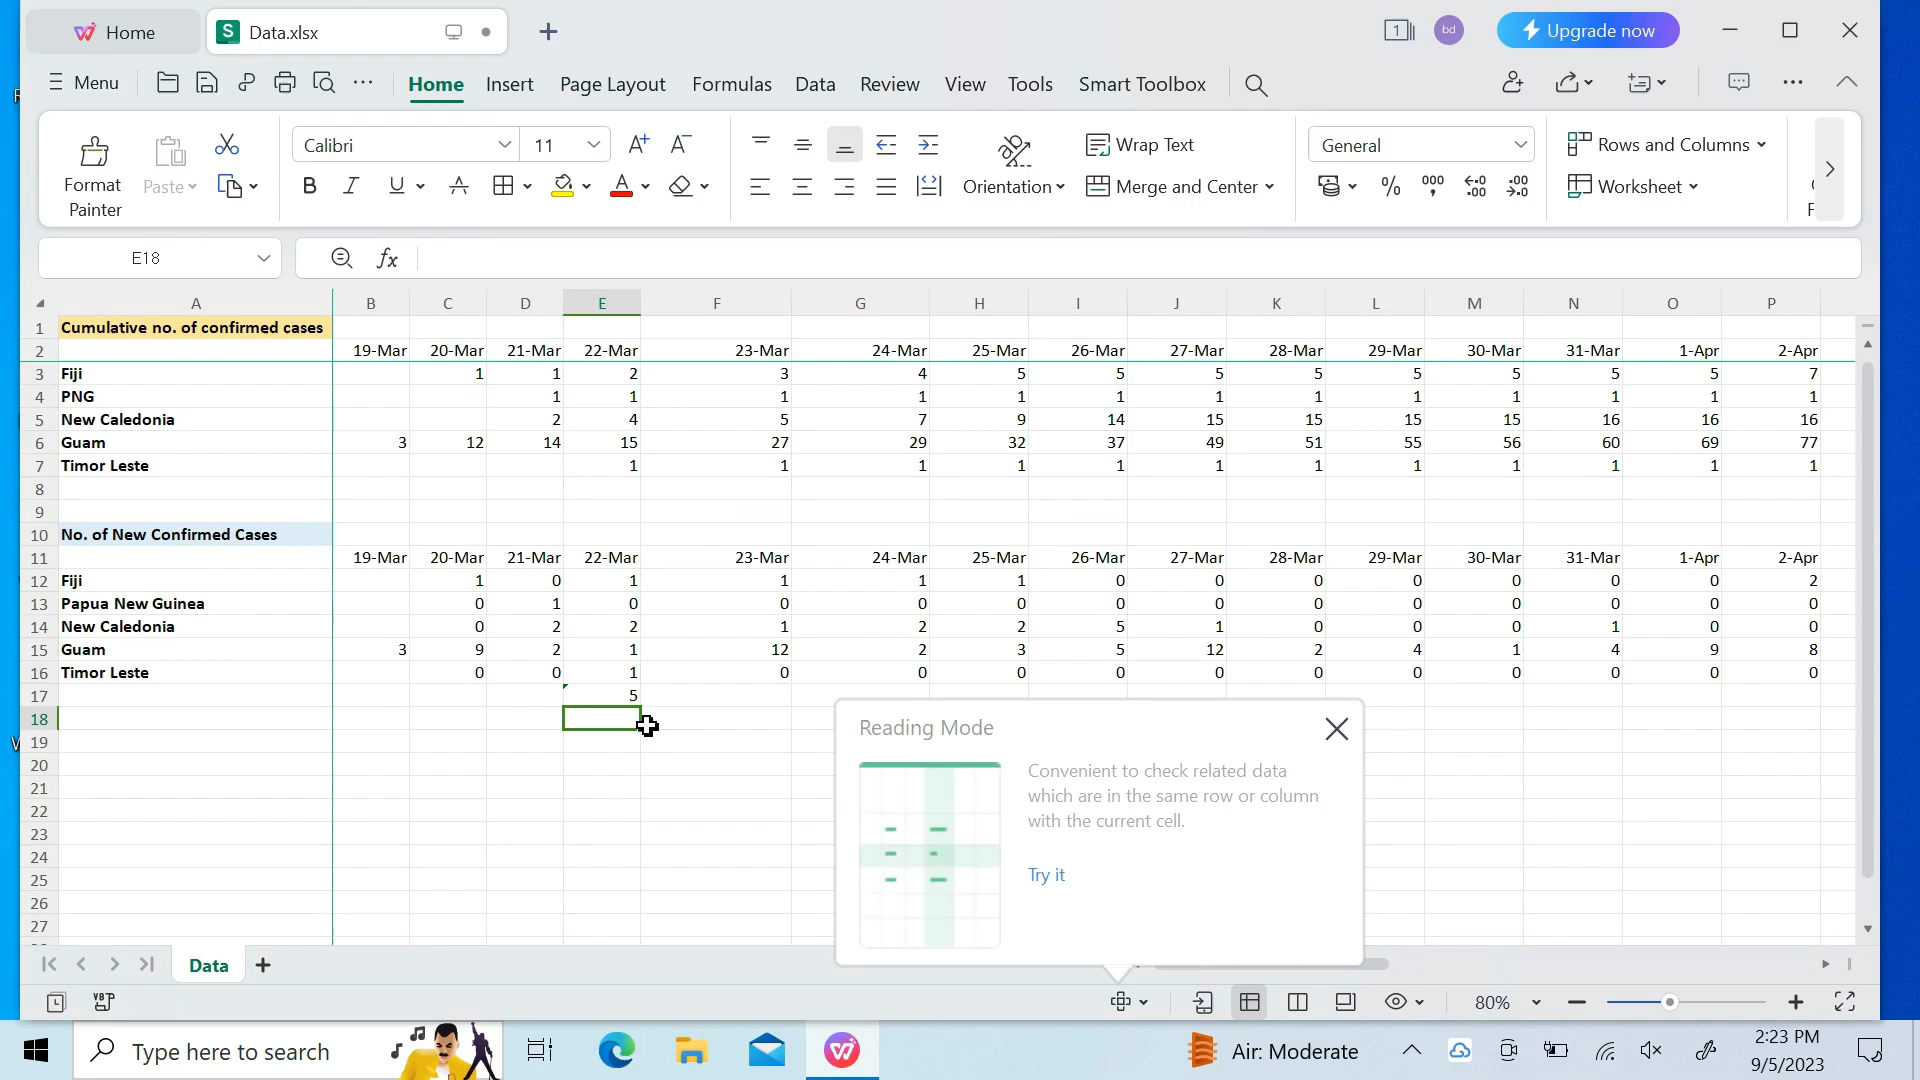 Home Data.xlsx 1 bd Upgrade now
Menu Home Insert Page Layout Formulas Data Review View Tools Smart Toolbox
Format Painter Paste Calibri 11 A+ A- Wrap Text General Rows and Columns
B I U A A Orientation Merge and Center % Worksheet
E18 fx
A B C D E F G H I J K L M N O P
1 Cumulative no. of confirmed cases
2 19-Mar 20-Mar 21-Mar 22-Mar 23-Mar 24-Mar 25-Mar 26-Mar 27-Mar 28-Mar 29-Mar 30-Mar 31-Mar 1-Apr 2-Apr
3 Fiji 1 1 2 3 4 5 5 5 5 5 5 5 5 7
4 PNG 1 1 1 1 1 1 1 1 1 1 1 1 1
5 New Caledonia 2 4 5 7 9 14 15 15 15 15 16 16 16
6 Guam 3 12 14 15 27 29 32 37 49 51 55 56 60 69 77
7 Timor Leste 1 1 1 1 1 1 1 1 1 1 1 1
8
9
10 No. of New Confirmed Cases
11 19-Mar 20-Mar 21-Mar 22-Mar 23-Mar 24-Mar 25-Mar 26-Mar 27-Mar 28-Mar 29-Mar 30-Mar 31-Mar 1-Apr 2-Apr
12 Fiji 1 0 1 1 1 1 0 0 0 0 0 0 0 2
13 Papua New Guinea 0 1 0 0 0 0 0 0 0 0 0 0 0 0
14 New Caledonia 0 2 2 1 2 2 5 1 0 0 0 1 0 0
15 Guam 3 9 2 1 12 2 3 5 12 2 4 1 4 9 8
16 Timor Leste 0 0 1 0 0 0 0 0 0 0 0 0 0 0
17 5
18
19
20
21
22
23
24
25
26
27
Reading Mode
Convenient to check related data
which are in the same row or column
with the current cell.
Try it
Data
80%
Type here to search Air: Moderate 2:23 PM
9/5/2023